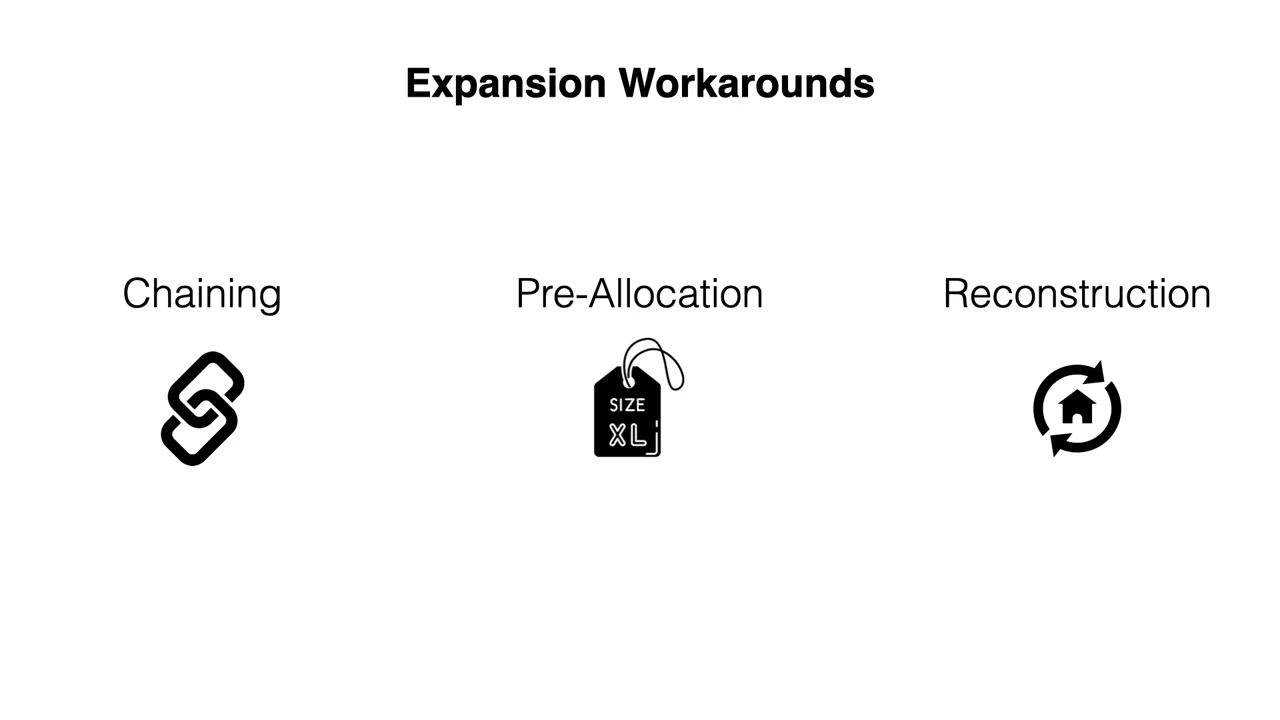 Expansion Workarounds
Chaining
Pre-Allocation
Reconstruction
SIZE
XL